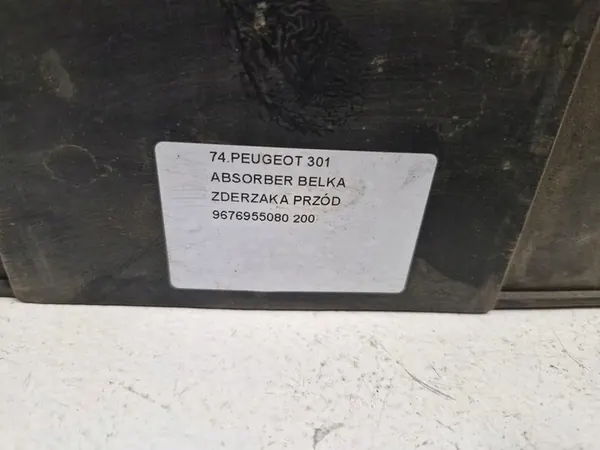 74.PEUGEOT 301
ABSORBER BELKA
ZDERZAKA PRZÓD
9676955080 200